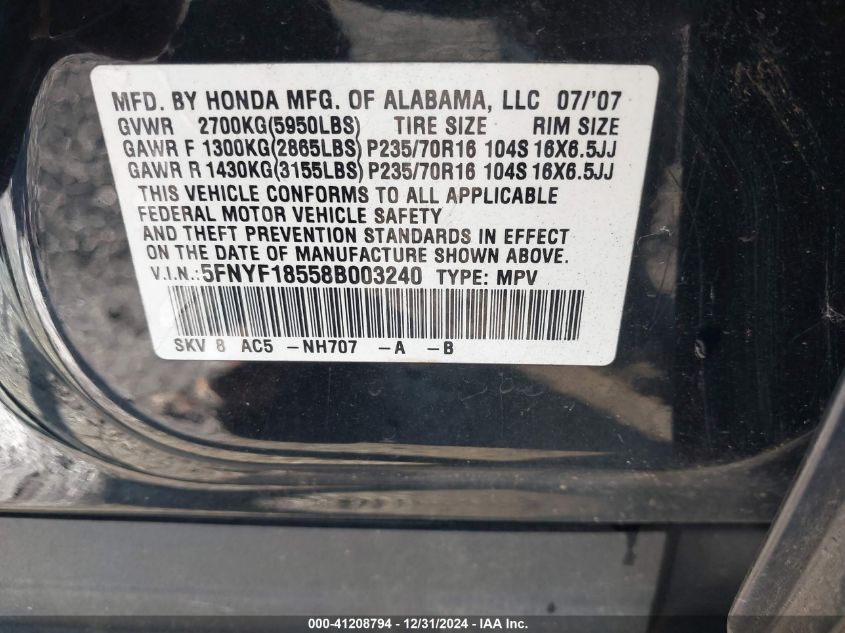 MFD. BY HONDA MFG. OF ALABAMA, LLC 07/'07
GVWR 2700KG(5950LBS) TIRE SIZE RIM SIZE
GAWR F 1300KG(2865LBS) P235/70R16 104S 16X6.5JJ
GAWR R 1430KG(3155LBS) P235/70R16 104S 16X6.5JJ
THIS VEHICLE CONFORMS TO ALL APPLICABLE
FEDERAL MOTOR VEHICLE SAFETY
AND THEFT PREVENTION STANDARDS IN EFFECT
ON THE DATE OF MANUFACTURE SHOWN ABOVE.
V.I.N.:5FNYF18558B003240 TYPE: MPV
SKV 8 AC5 -NH707 -A -B
000-41208794 - 12/31/2024 - IAA Inc.